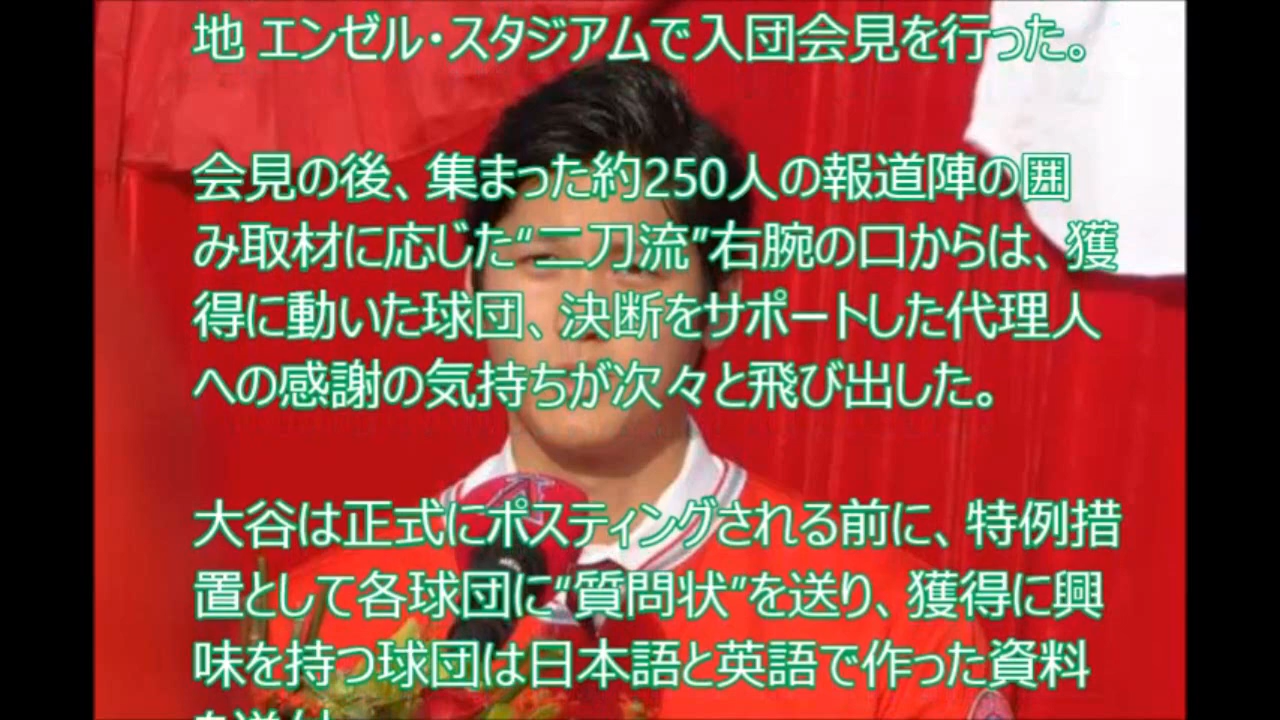 地 エンゼル・スタジアムで入団会見を行った。
会見の後、集まった約250人の報道陣の囲
み取材に応じた“二刀流”右腕の口からは、獲
得に動いた球団、決断をサポートした代理人
への感謝の気持ちが次々と飛び出した。
大谷は正式にポスティングされる前に、特例措
置として各球団に“質問状”を送り、獲得に興
味を持つ球団は日本語と英語で作った資料